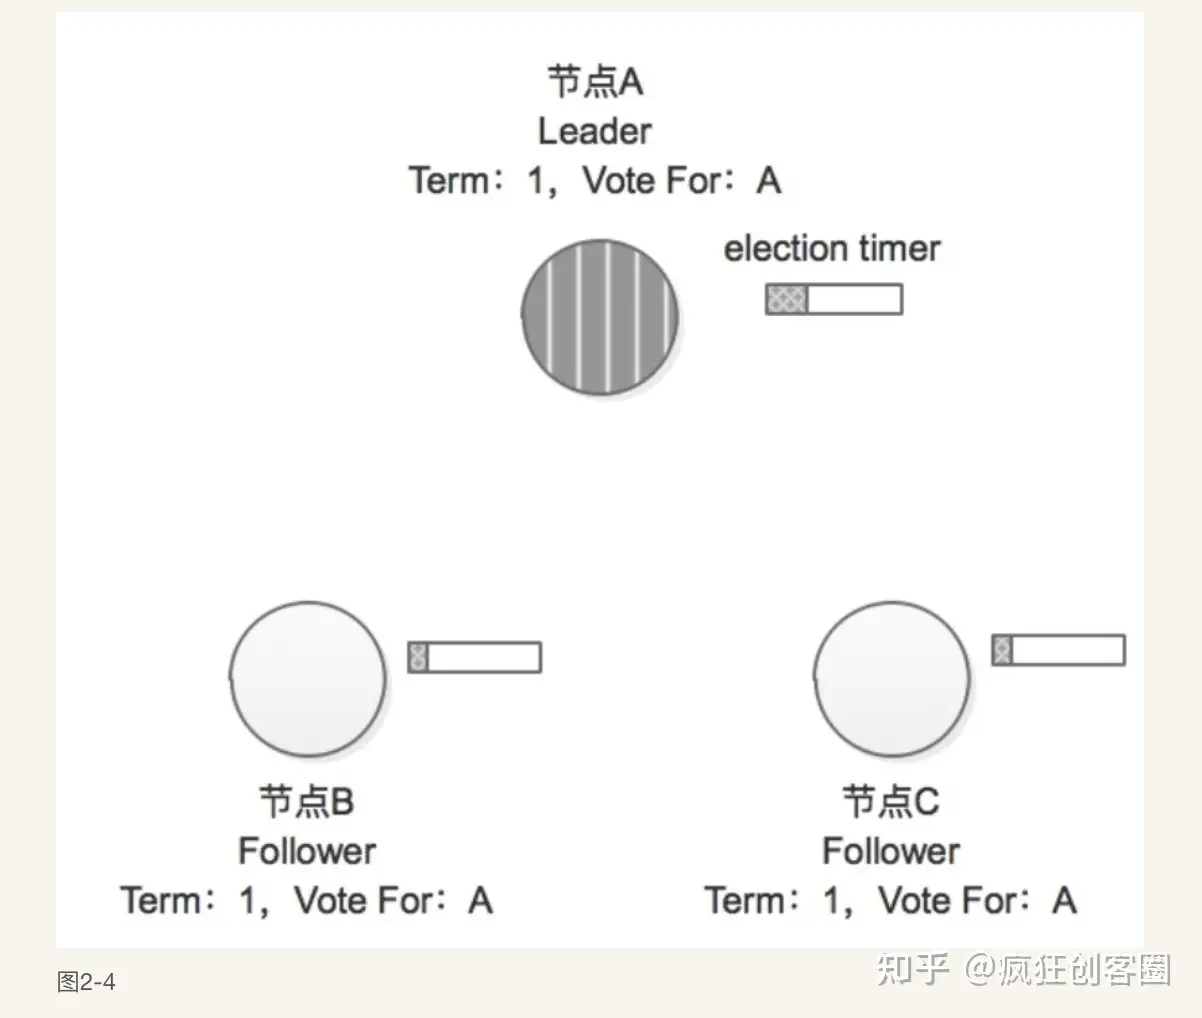 节点A
Leader
Term：1，Vote For：A
election timer
节点B
Follower
Term：1，Vote For：A
节点C
Follower
Term：1，Vote For：A
图2-4
知乎 @疯狂创客圈